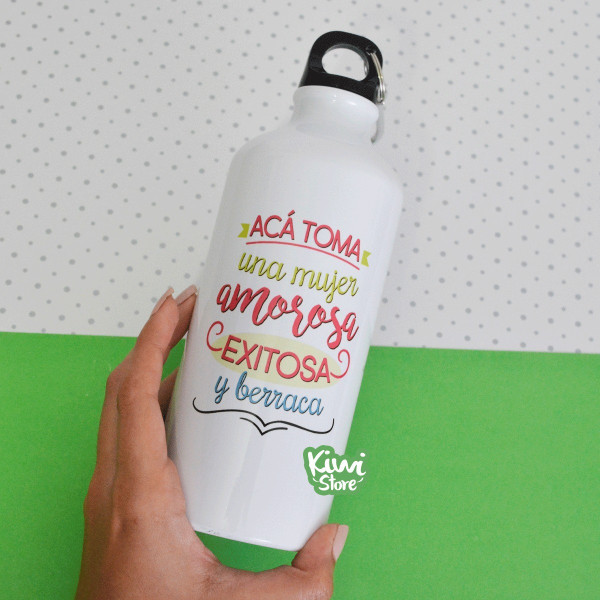 ACÁ TOMA
una mujer
amorosa
EXITOSA
y berraca
Kiwi
Store